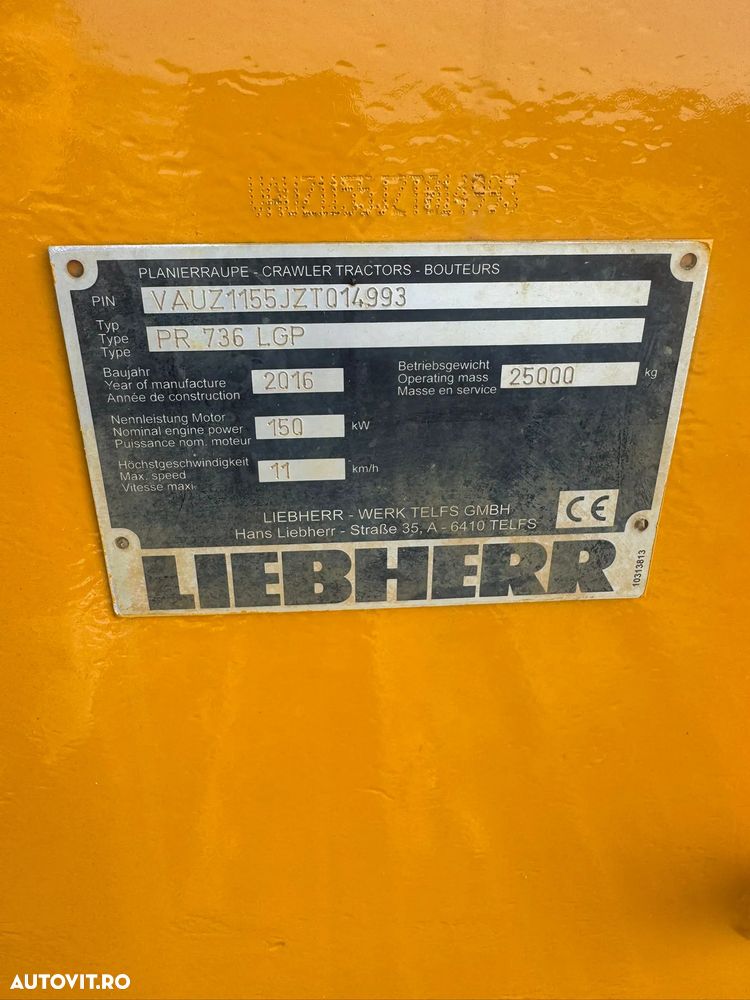 VAUZ1155JZT014993
PLANIERRAUPE - CRAWLER TRACTORS - BOUTEURS
PIN VAUZ1155JZT014993
Typ
Type PR 736 LGP
Type
Baujahr
Year of manufacture 2016
Année de construction
Betriebsgewicht
Operating mass 25000 kg
Masse en service
Nennleistung Motor
Nominal engine power 150 kW
Puissance nom. moteur
Höchstgeschwindigkeit
Max. speed 11 km/h
Vitesse maxi
LIEBHERR - WERK TELFS GMBH
Hans Liebherr - Straße 35, A - 6410 TELFS
CE
LIEBHERR
10313813
AUTOVIT.RO